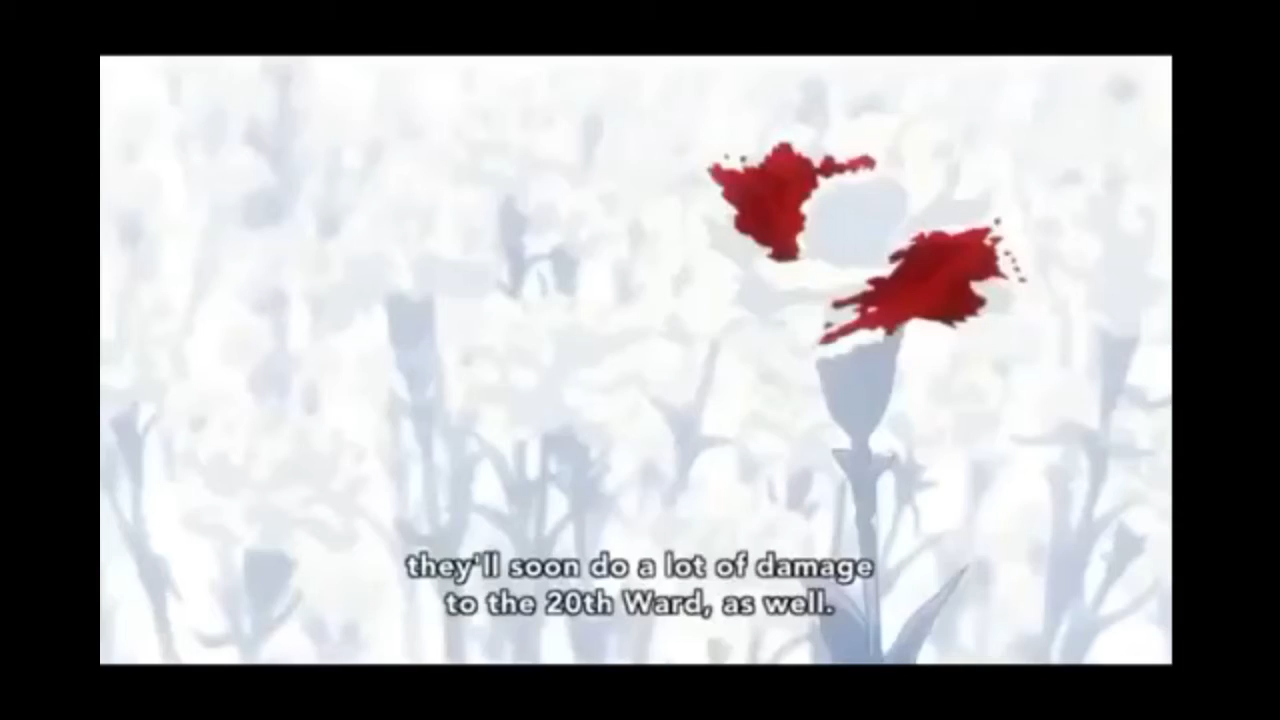 they'll soon do a lot of damage
to the 20th Ward, as well.